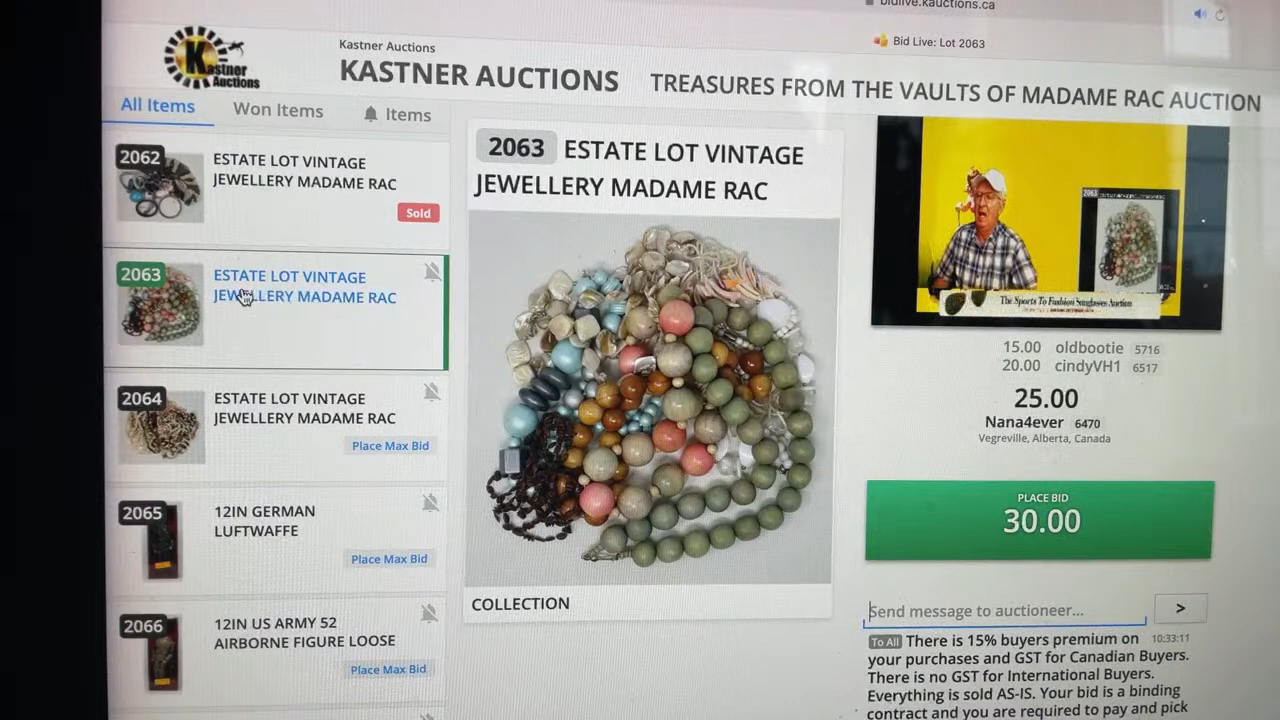 bidlive.kauctions.ca
Bid Live: Lot 2063
Kastner
Auctions
Kastner Auctions
KASTNER AUCTIONS
TREASURES FROM THE VAULTS OF MADAME RAC AUCTION
All Items
Won Items
Items
2062
ESTATE LOT VINTAGE
JEWELLERY MADAME RAC
Sold
2063
ESTATE LOT VINTAGE
JEWELLERY MADAME RAC
2064
ESTATE LOT VINTAGE
JEWELLERY MADAME RAC
Place Max Bid
2065
12IN GERMAN
LUFTWAFFE
Place Max Bid
2066
12IN US ARMY 52
AIRBORNE FIGURE LOOSE
Place Max Bid
2063 ESTATE LOT VINTAGE
JEWELLERY MADAME RAC
COLLECTION
2063
The Sports To Fashion Sunglasses Auction
15.00 oldbootie 5716
20.00 cindyVH1 6517
25.00
Nana4ever 6470
Vegreville, Alberta, Canada
PLACE BID
30.00
Send message to auctioneer...
>
To All There is 15% buyers premium on 10:33:11
your purchases and GST for Canadian Buyers.
There is no GST for International Buyers.
Everything is sold AS-IS. Your bid is a binding
contract and you are required to pay and pick